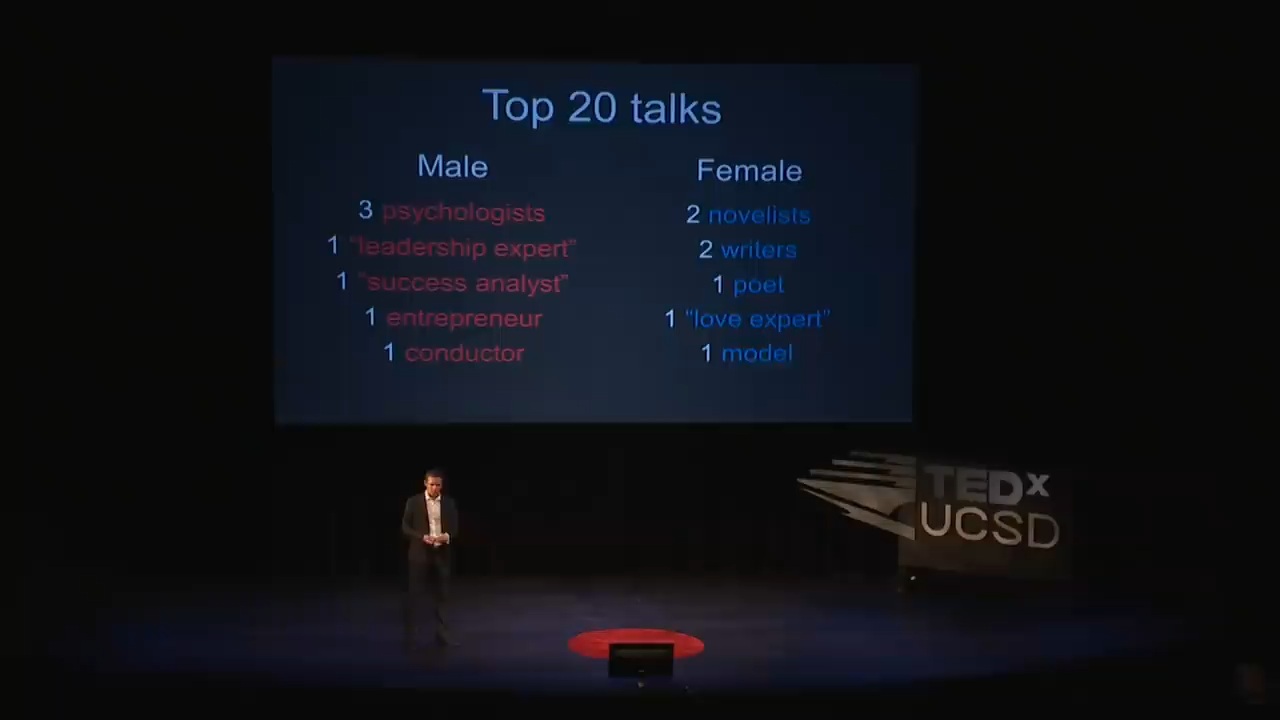 Top 20 talks
Male
3 psychologists
1 "leadership expert"
1 "success analyst"
1 entrepreneur
1 conductor
Female
2 novelists
2 writers
1 poet
1 "love expert"
1 model
TEDx
UCSD